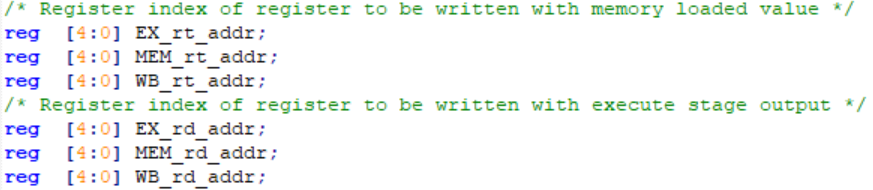 /* Register index of register to be written with memory loaded value */
reg  [4:0] EX_rt_addr;
reg  [4:0] MEM_rt_addr;
reg  [4:0] WB_rt_addr;
/* Register index of register to be written with execute stage output */
reg  [4:0] EX_rd_addr;
reg  [4:0] MEM_rd_addr;
reg  [4:0] WB_rd_addr;